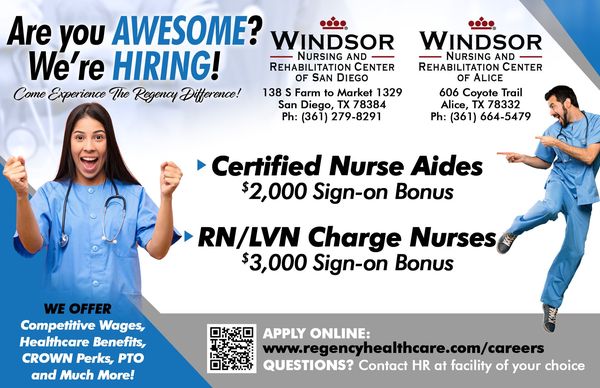 Are you AWESOME?
We're HIRING!
Come Experience The Regency Difference!
WINDSOR
NURSING AND
REHABILITATION CENTER
OF SAN DIEGO
138 S Farm to Market 1329
San Diego, TX 78384
Ph: (361) 279-8291
WINDSOR
NURSING AND
REHABILITATION CENTER
OF ALICE
606 Coyote Trail
Alice, TX 78332
Ph: (361) 664-5479
Certified Nurse Aides
$2,000 Sign-on Bonus
RN/LVN Charge Nurses
$3,000 Sign-on Bonus
WE OFFER
Competitive Wages,
Healthcare Benefits,
CROWN Perks, PTO
and Much More!
APPLY ONLINE:
www.regencyhealthcare.com/careers
QUESTIONS? Contact HR at facility of your choice